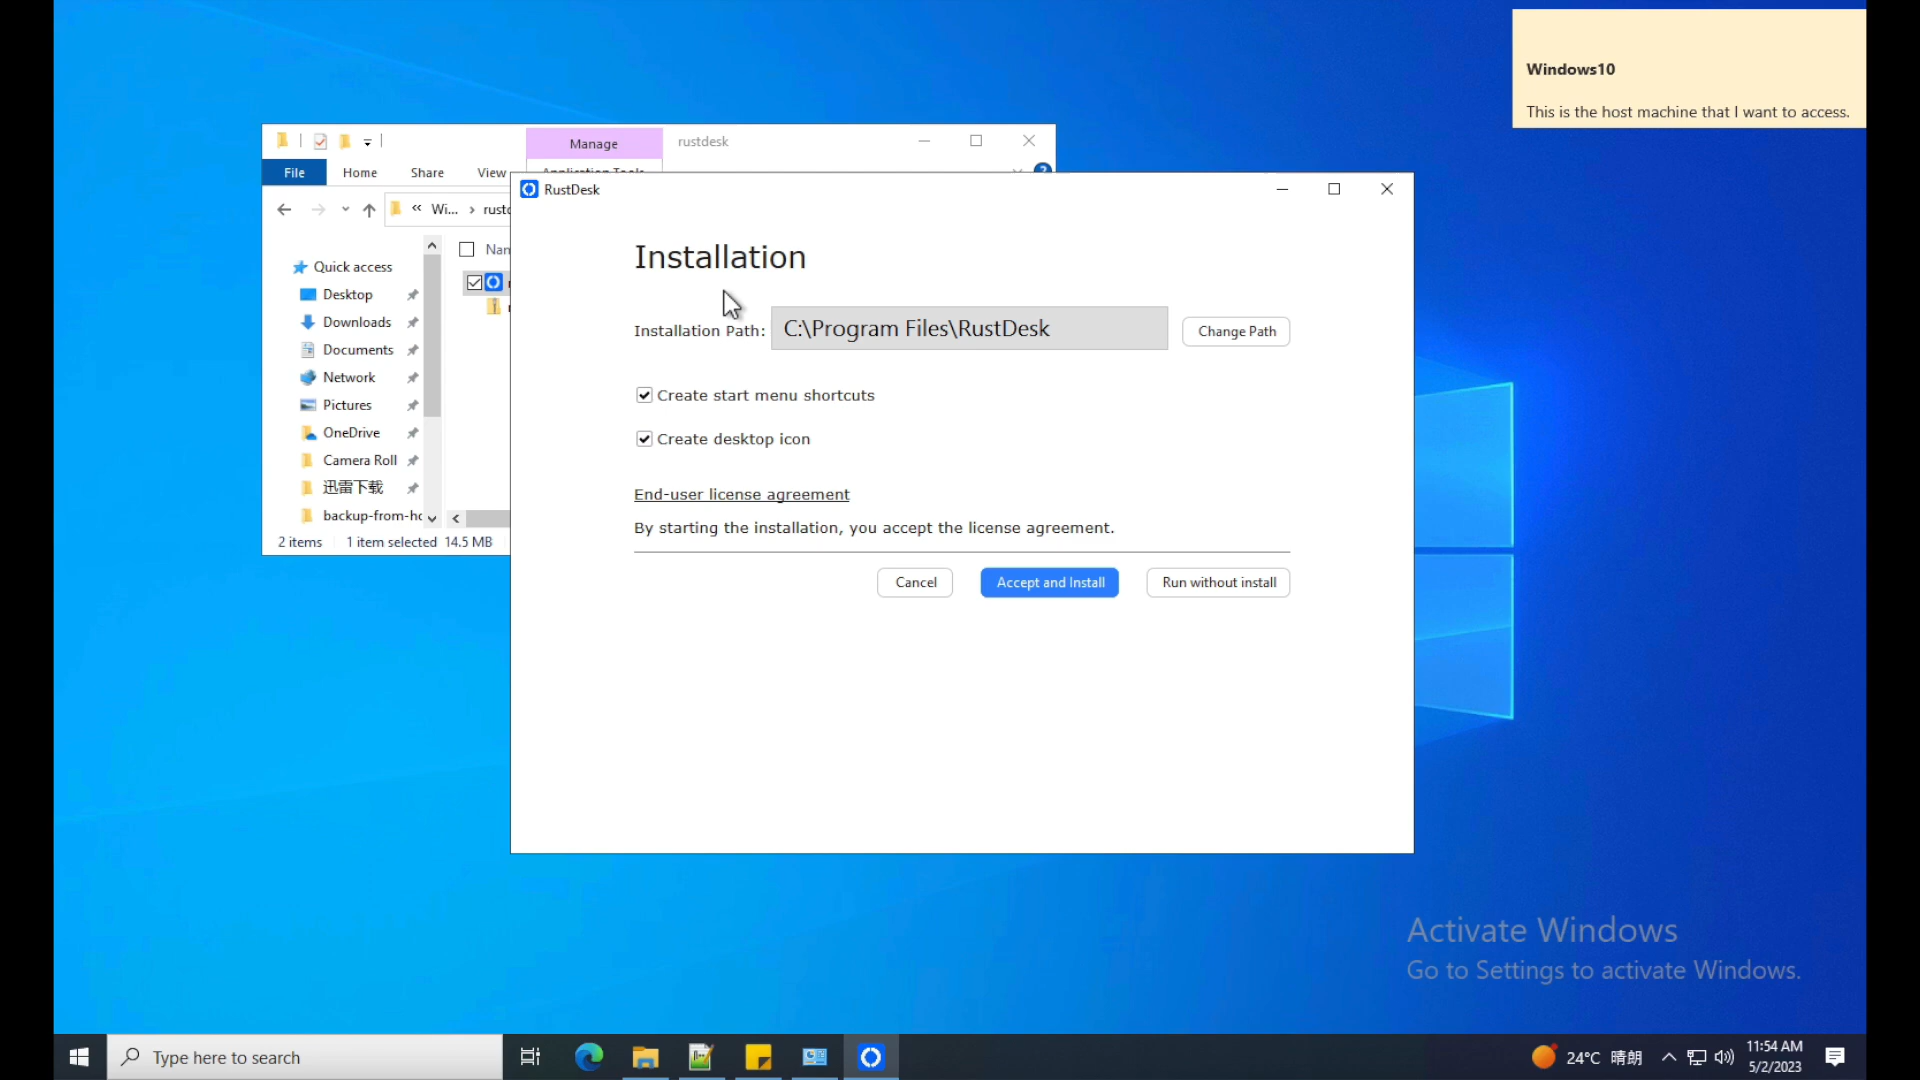 Windows10
This is the host machine that I want to access.
Manage
rustdesk
File
Home
Share
View
Wi...
RustDesk
Installation
Installation Path:
C:\Program Files\RustDesk
Change Path
Create start menu shortcuts
Create desktop icon
End-user license agreement
By starting the installation, you accept the license agreement.
Cancel
Accept and Install
Run without install
Quick access
Desktop
Downloads
Documents
Network
Pictures
OneDrive
Camera Roll
迅雷下载
2 items
1 item selected 14.5 MB
Activate Windows
Go to Settings to activate Windows.
Type here to search
24°C 晴朗
11:54 AM
5/2/2023